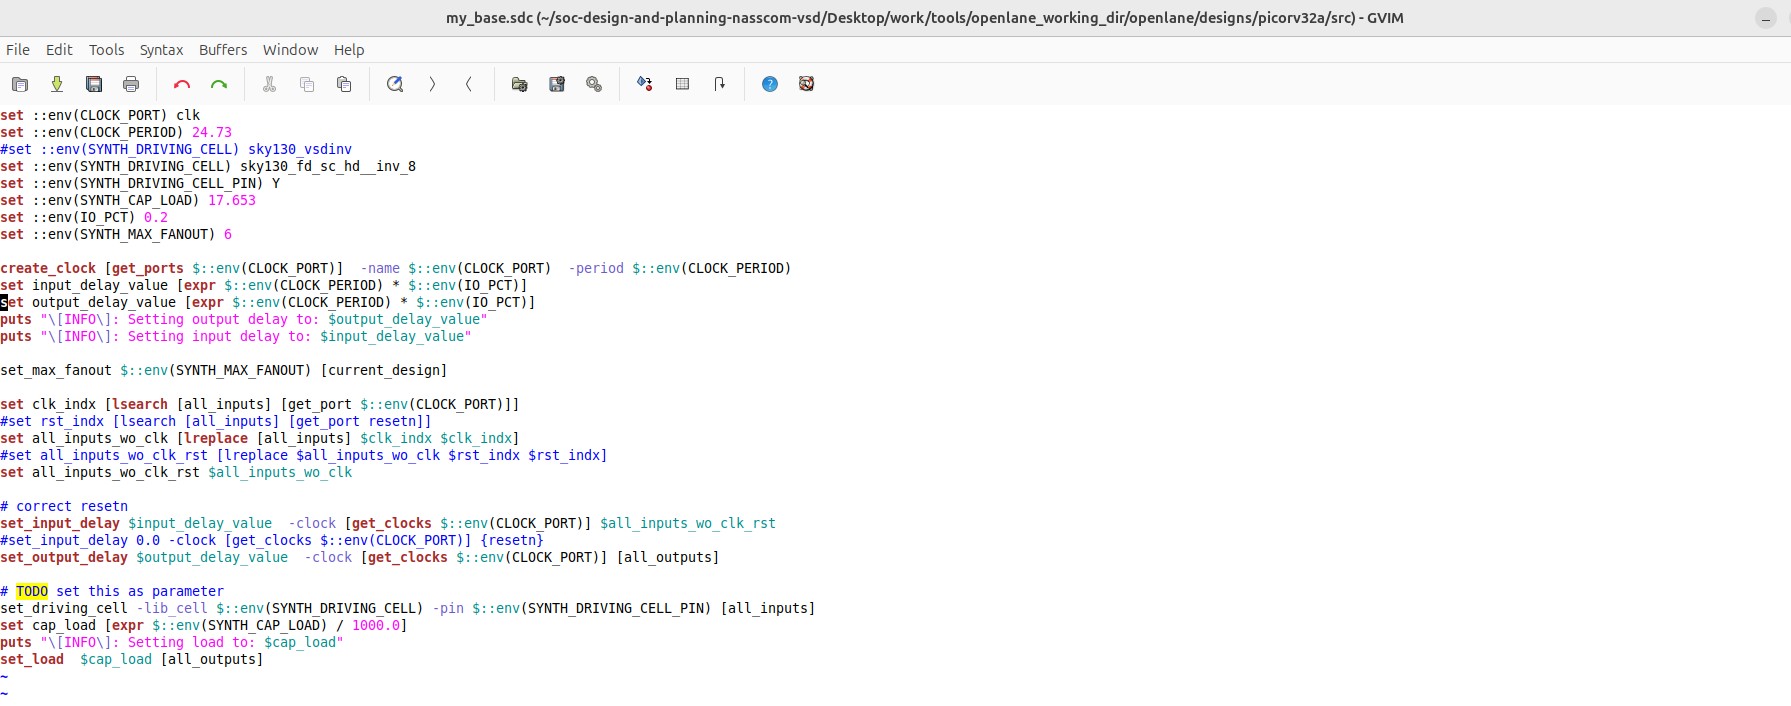 my_base.sdc (~/soc-design-and-planning-nasscom-vsd/Desktop/work/tools/openlane_working_dir/openlane/designs/picorv32a/src) - GVIM
File Edit Tools Syntax Buffers Window Help
set ::env(CLOCK_PORT) clk
set ::env(CLOCK_PERIOD) 24.73
#set ::env(SYNTH_DRIVING_CELL) sky130_vsdinv
set ::env(SYNTH_DRIVING_CELL) sky130_fd_sc_hd__inv_8
set ::env(SYNTH_DRIVING_CELL_PIN) Y
set ::env(SYNTH_CAP_LOAD) 17.653
set ::env(IO_PCT) 0.2
set ::env(SYNTH_MAX_FANOUT) 6

create_clock [get_ports $::env(CLOCK_PORT)]  -name $::env(CLOCK_PORT)  -period $::env(CLOCK_PERIOD)
set input_delay_value [expr $::env(CLOCK_PERIOD) * $::env(IO_PCT)]
set output_delay_value [expr $::env(CLOCK_PERIOD) * $::env(IO_PCT)]
puts "\[INFO\]: Setting output delay to: $output_delay_value"
puts "\[INFO\]: Setting input delay to: $input_delay_value"

set_max_fanout $::env(SYNTH_MAX_FANOUT) [current_design]

set clk_indx [lsearch [all_inputs] [get_port $::env(CLOCK_PORT)]]
#set rst_indx [lsearch [all_inputs] [get_port resetn]]
set all_inputs_wo_clk [lreplace [all_inputs] $clk_indx $clk_indx]
#set all_inputs_wo_clk_rst [lreplace $all_inputs_wo_clk $rst_indx $rst_indx]
set all_inputs_wo_clk_rst $all_inputs_wo_clk

# correct resetn
set_input_delay $input_delay_value  -clock [get_clocks $::env(CLOCK_PORT)] $all_inputs_wo_clk_rst
#set_input_delay 0.0 -clock [get_clocks $::env(CLOCK_PORT)] {resetn}
set_output_delay $output_delay_value  -clock [get_clocks $::env(CLOCK_PORT)] [all_outputs]

# TODO set this as parameter
set_driving_cell -lib_cell $::env(SYNTH_DRIVING_CELL) -pin $::env(SYNTH_DRIVING_CELL_PIN) [all_inputs]
set cap_load [expr $::env(SYNTH_CAP_LOAD) / 1000.0]
puts "\[INFO\]: Setting load to: $cap_load"
set_load  $cap_load [all_outputs]
~
~